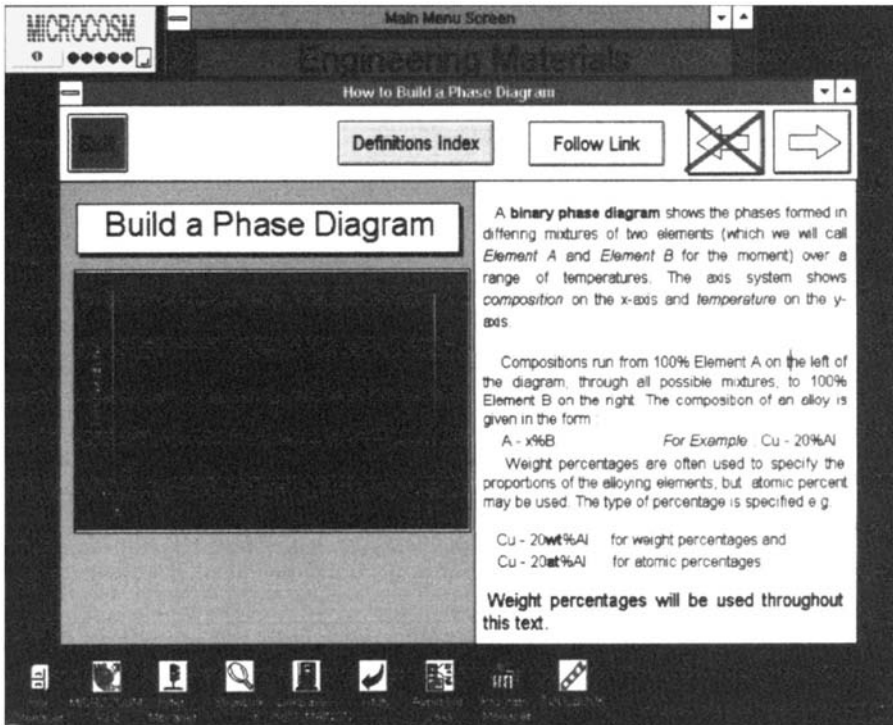 MICROCOSM
Main Menu Screen
Engineering Materials
How to Build a Phase Diagram
Exit
Definitions Index
Follow Link
Build a Phase Diagram
A binary phase diagram shows the phases formed in
differing mixtures of two elements (which we will call
Element A and Element B for the moment) over a
range of temperatures. The axis system shows
composition on the x-axis and temperature on the y-
axis.
Compositions run from 100% Element A on the left of
the diagram, through all possible mixtures, to 100%
Element B on the right. The composition of an alloy is
given in the form :
A - x%B For Example : Cu - 20%Al
Weight percentages are often used to specify the
proportions of the alloying elements, but atomic percent
may be used. The type of percentage is specified e.g.
Cu - 20wt%Al for weight percentages and
Cu - 20at%Al for atomic percentages
Weight percentages will be used throughout
this text.